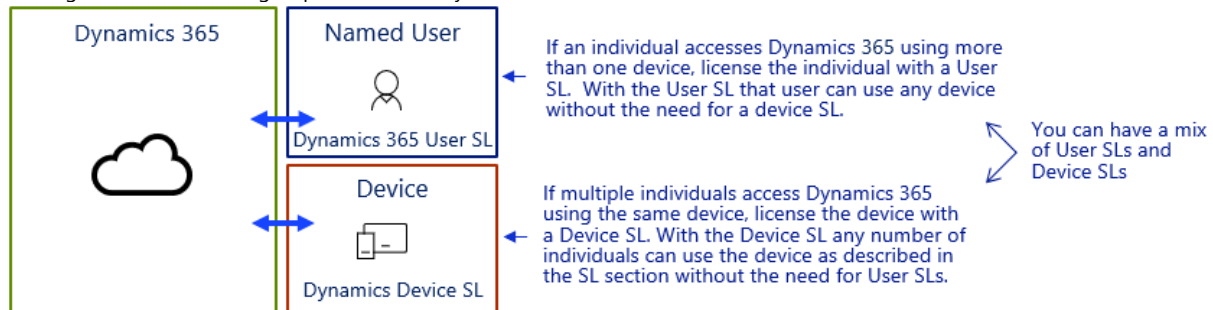 Dynamics 365
Named User
Dynamics 365 User SL
If an individual accesses Dynamics 365 using more
than one device, license the individual with a User
SL. With the User SL that user can use any device
without the need for a device SL.
You can have a mix
of User SLs and
Device SLs
Device
Dynamics Device SL
If multiple individuals access Dynamics 365
using the same device, license the device with
a Device SL. With the Device SL any number of
individuals can use the device as described in
the SL section without the need for User SLs.